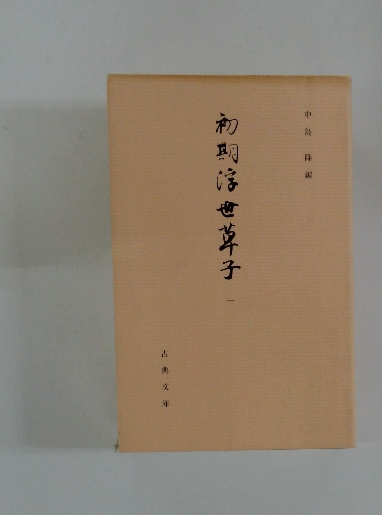 中島 隆編
初期浮世草子 一
古典文庫